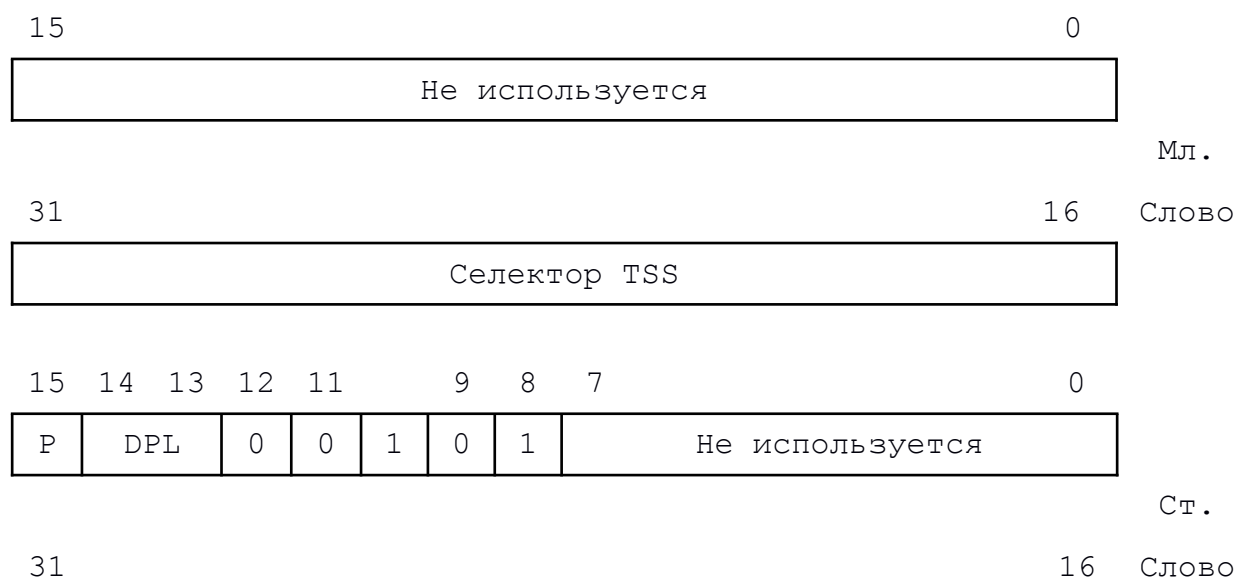 15 0
Не используется
Мл.
31 16 Слово
Селектор TSS
15 14 13 12 11 9 8 7 0
P DPL 0 0 1 0 1 Не используется
Ст.
31 16 Слово